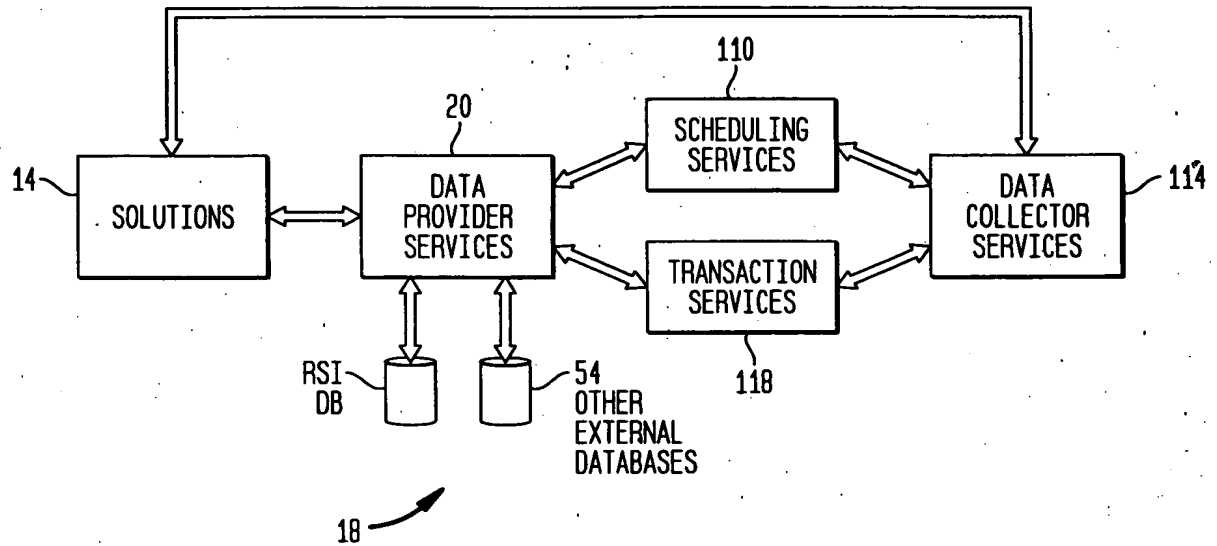 110
20
SCHEDULING
SERVICES
14
SOLUTIONS
DATA
PROVIDER
SERVICES
DATA
COLLECTOR
SERVICES
114
TRANSACTION
SERVICES
118
RSI
DB
54
OTHER
EXTERNAL
DATABASES
18